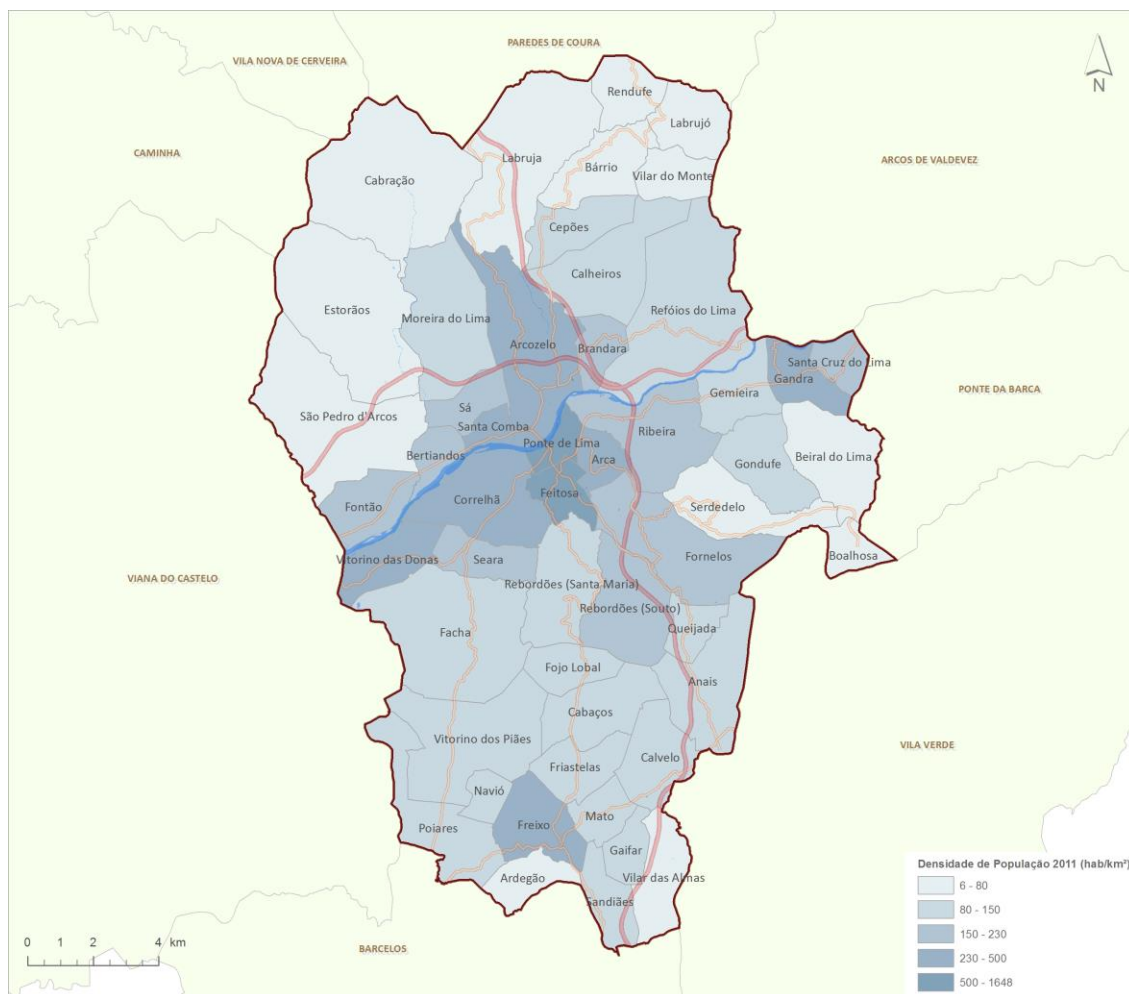 PAREDES DE COURA
VILA NOVA DE CERVEIRA
N
Rendufe
Labrujó
CAMINHA
Labruja
Bárrio
ARCOS DE VALDEVEZ
Cabração
Vilar do Monte
Cepões
Calheiros
Estorãos
Moreira do Lima
Refóios do Lima
Arcozelo
Brandara
Santa Cruz do Lima
Gandra
Gemieira
PONTE DA BARCA
Sá
São Pedro d'Arcos
Santa Comba
Ribeira
Ponte de Lima
Bertiandos
Arca
Beiral do Lima
Gondufe
Feitosa
Correlhã
Fontão
Serdedelo
Boalhosa
Vitorino das Donas
Seara
Fornelos
VIANA DO CASTELO
Rebordões (Santa Maria)
Rebordões (Souto)
Facha
Queijada
Fojo Lobal
Anais
Cabaços
Vitorino dos Piães
VILA VERDE
Calvelo
Friastelas
Navió
Mato
Freixo
Poiares
Gaifar
Ardegão
Vilar das Almas
Sandiães
Densidade de População 2011 (hab/km²)
6 - 80
80 - 150
150 - 230
230 - 500
500 - 1648
0 1 2 4 km
BARCELOS